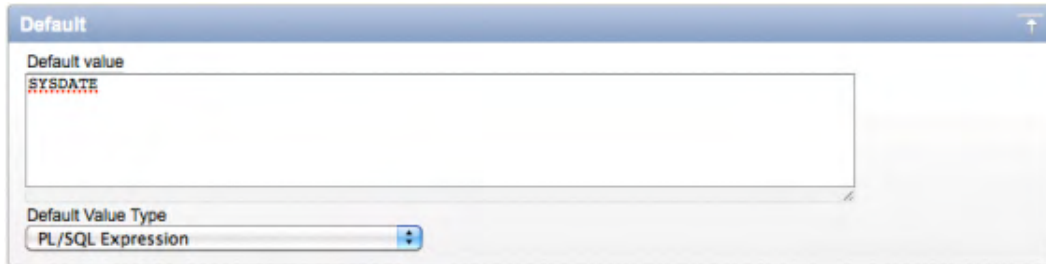 Default
Default value
SYSDATE
Default Value Type
PL/SQL Expression